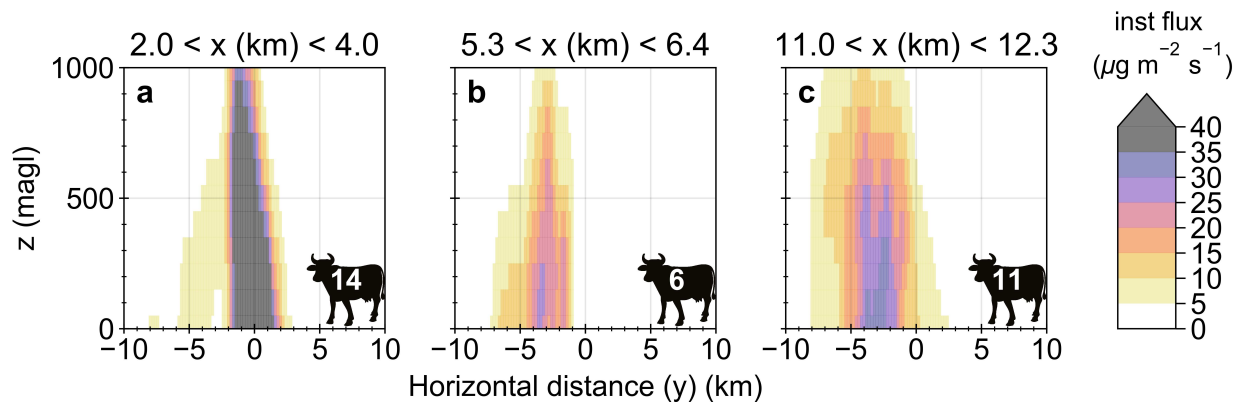 inst flux
(µg m⁻² s⁻¹)
2.0 < x (km) < 4.0
5.3 < x (km) < 6.4
11.0 < x (km) < 12.3
a
b
c
1000
500
0
z (magl)
14
6
11
40
35
30
25
20
15
10
5
0
−10 −5 0 5 10
−10 −5 0 5 10
−10 −5 0 5 10
Horizontal distance (y) (km)